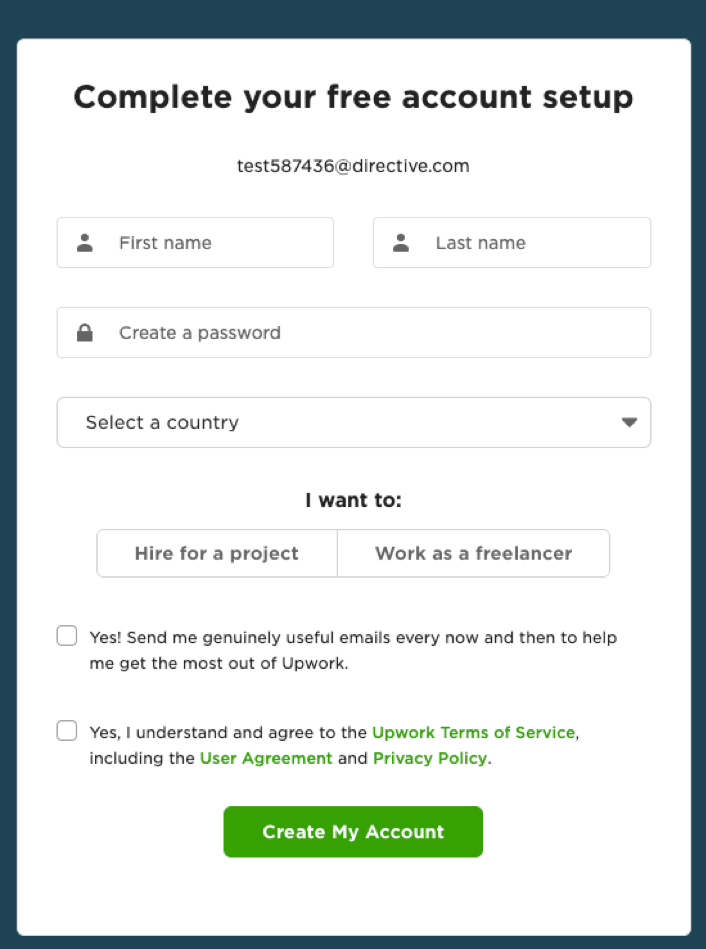 Complete your free account setup
test587436@directive.com
First name
Last name
Create a password
Select a country
I want to:
Hire for a project
Work as a freelancer
Yes! Send me genuinely useful emails every now and then to help
me get the most out of Upwork.
Yes, I understand and agree to the Upwork Terms of Service,
including the User Agreement and Privacy Policy.
Create My Account